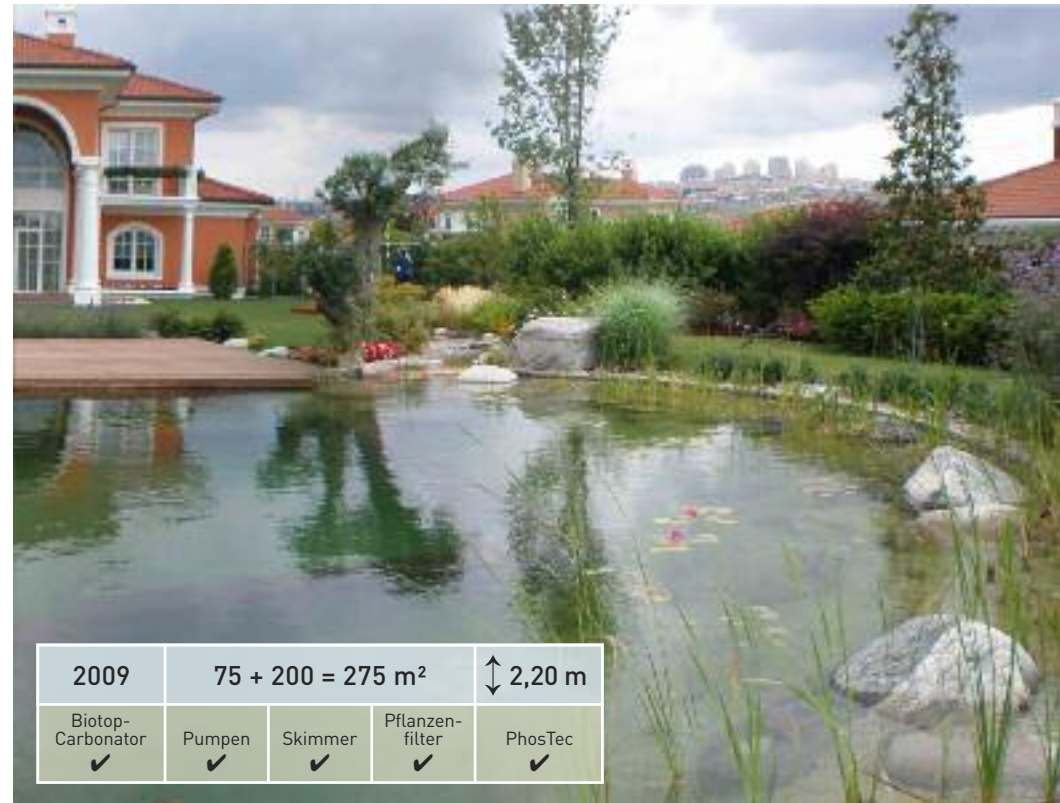 2009 75 + 200 = 275 m² ↕ 2,20 m
Biotop-
Carbonator
✔
Pumpen
✔
Skimmer
✔
Pflanzen-
filter
✔
PhosTec
✔